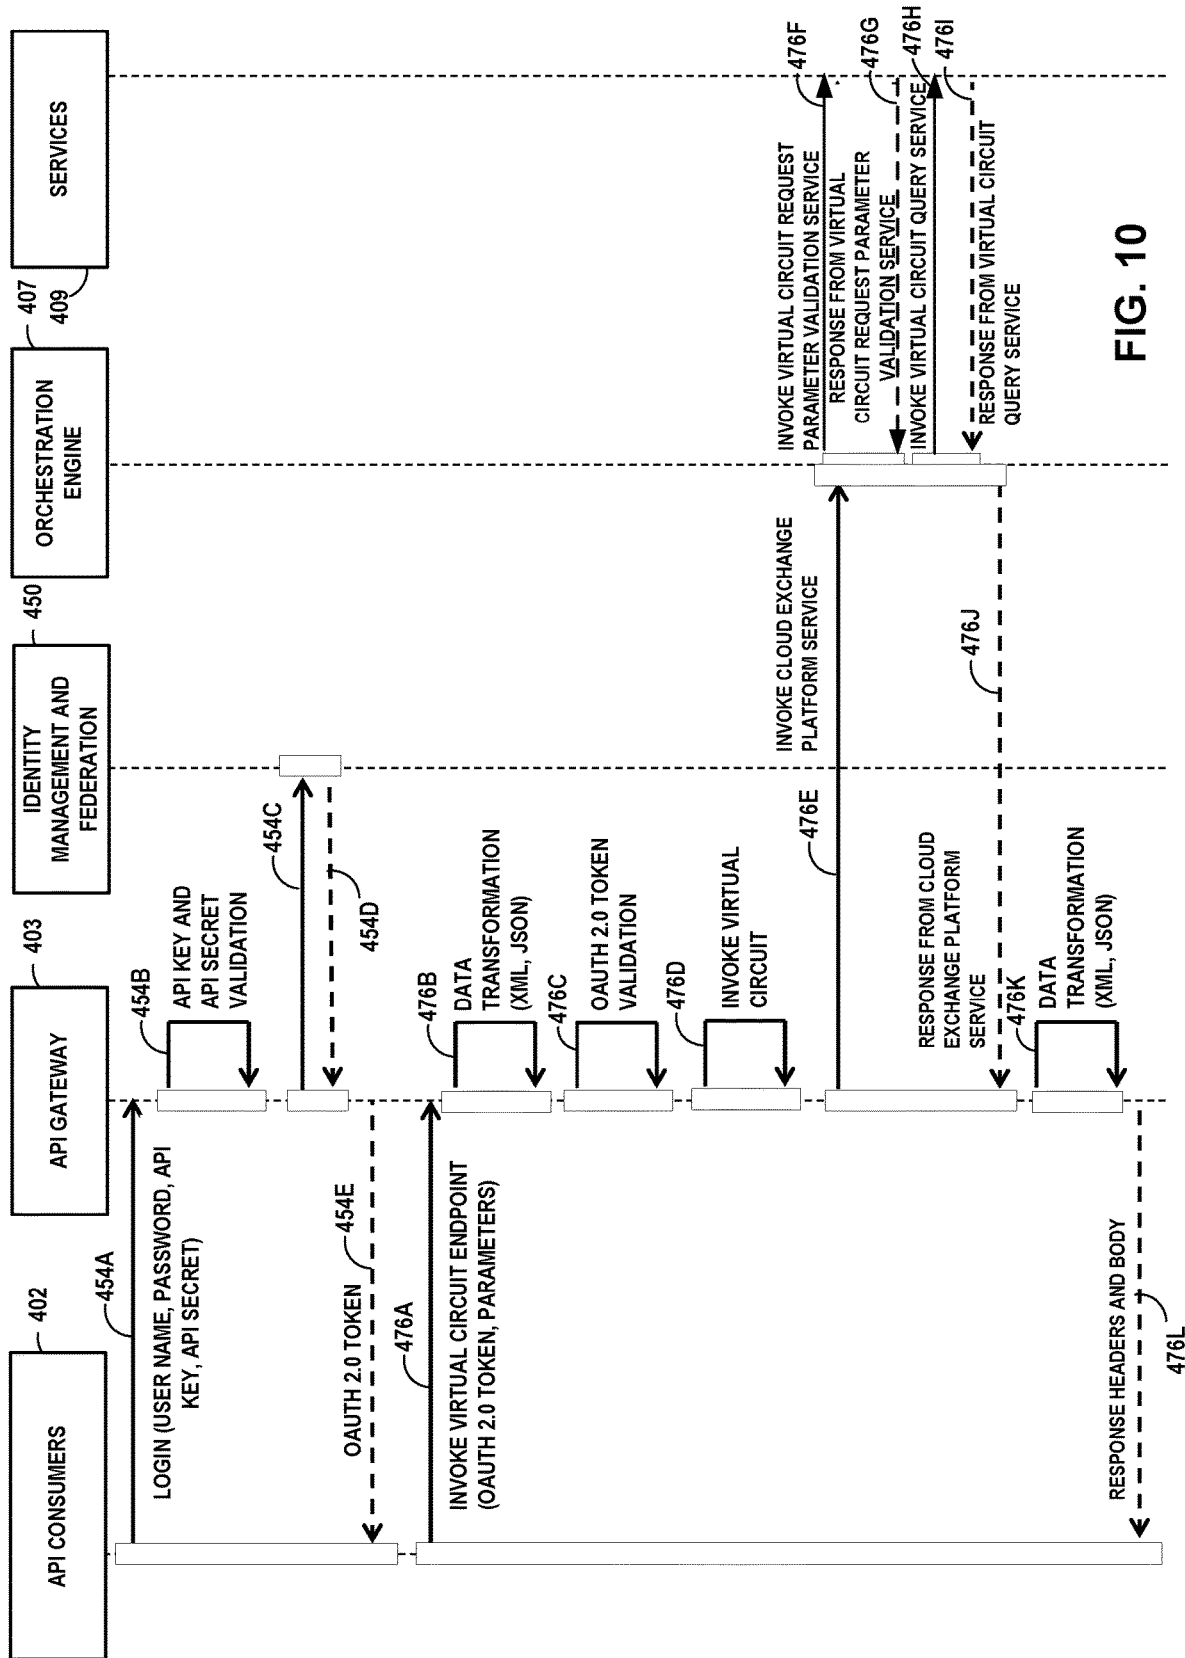 API CONSUMERS
402
API GATEWAY
403
IDENTITY
MANAGEMENT AND
FEDERATION
450
ORCHESTRATION
ENGINE
407
SERVICES
409
454A
LOGIN (USER NAME, PASSWORD, API
KEY, API SECRET)
454B
API KEY AND
API SECRET
VALIDATION
454C
454D
OAUTH 2.0 TOKEN
454E
476A
INVOKE VIRTUAL CIRCUIT ENDPOINT
(OAUTH 2.0 TOKEN, PARAMETERS)
476B
DATA
TRANSFORMATION
(XML, JSON)
476C
OAUTH 2.0 TOKEN
VALIDATION
476D
INVOKE VIRTUAL
CIRCUIT
476E
INVOKE CLOUD EXCHANGE
PLATFORM SERVICE
INVOKE VIRTUAL CIRCUIT REQUEST
PARAMETER VALIDATION SERVICE
476F
RESPONSE FROM VIRTUAL
CIRCUIT REQUEST PARAMETER
VALIDATION SERVICE
476G
INVOKE VIRTUAL CIRCUIT QUERY SERVICE
476H
476I
RESPONSE FROM VIRTUAL CIRCUIT
QUERY SERVICE
476J
RESPONSE FROM CLOUD
EXCHANGE PLATFORM
SERVICE
476K
DATA
TRANSFORMATION
(XML, JSON)
RESPONSE HEADERS AND BODY
476L
FIG. 10